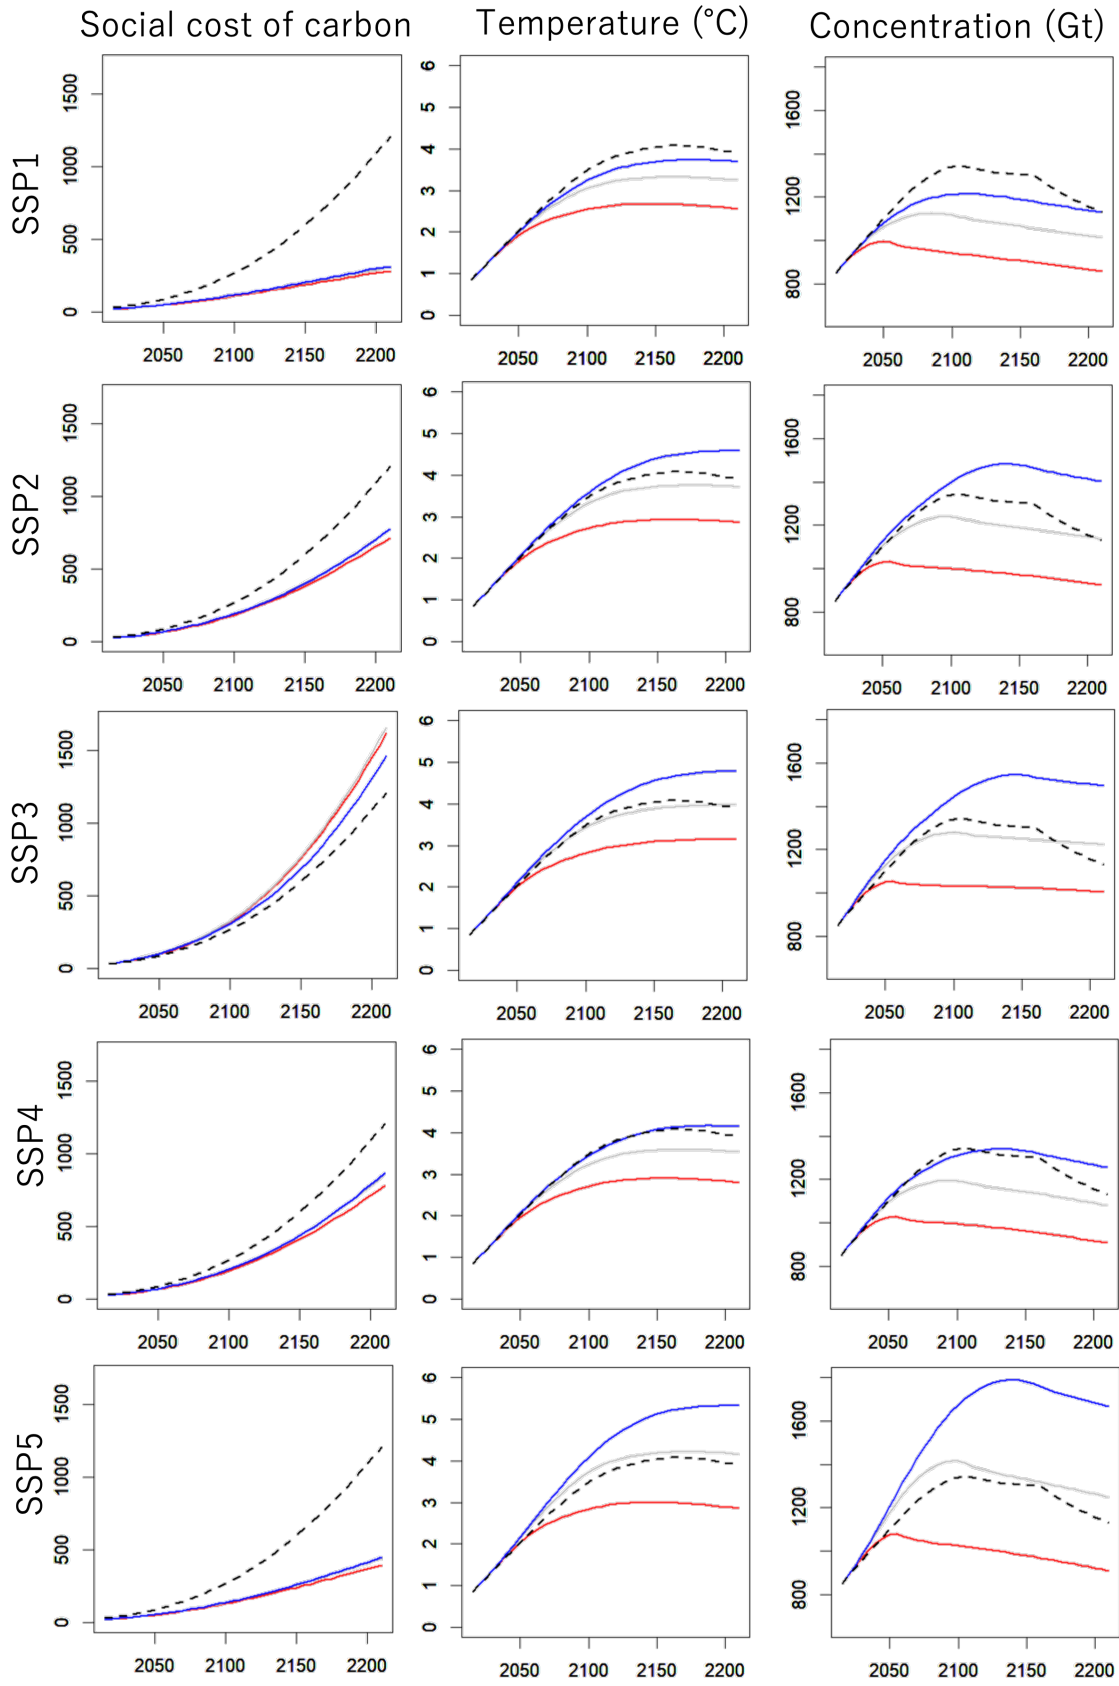 Social cost of carbon Temperature (°C) Concentration (Gt)
SSP1
0 500 1000 1500
2050 2100 2150 2200
0 1 2 3 4 5 6
2050 2100 2150 2200
800 1200 1600
2050 2100 2150 2200
SSP2
0 500 1000 1500
2050 2100 2150 2200
0 1 2 3 4 5 6
2050 2100 2150 2200
800 1200 1600
2050 2100 2150 2200
SSP3
0 500 1000 1500
2050 2100 2150 2200
0 1 2 3 4 5 6
2050 2100 2150 2200
800 1200 1600
2050 2100 2150 2200
SSP4
0 500 1000 1500
2050 2100 2150 2200
0 1 2 3 4 5 6
2050 2100 2150 2200
800 1200 1600
2050 2100 2150 2200
SSP5
0 500 1000 1500
2050 2100 2150 2200
0 1 2 3 4 5 6
2050 2100 2150 2200
800 1200 1600
2050 2100 2150 2200